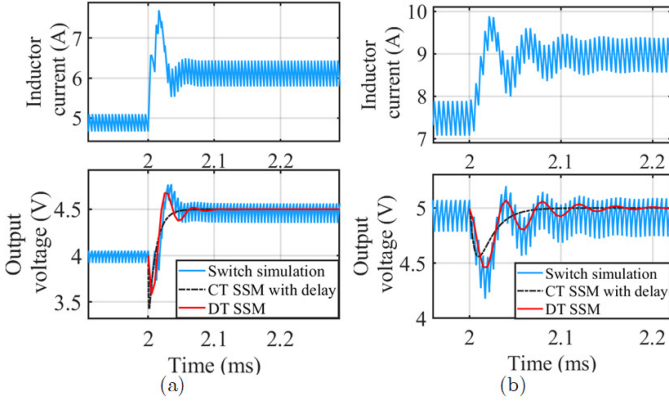 Inductor
current (A)
7
6
5
2 2.1 2.2
Output
voltage (V)
4.5
4
3.5
Switch simulation
CT SSM with delay
DT SSM
2 2.1 2.2
Time (ms)
(a)
Inductor
current (A)
10
9
8
7
2 2.1 2.2
Output
voltage (V)
5
4.5
4
Switch simulation
CT SSM with delay
DT SSM
2 2.1 2.2
Time (ms)
(b)